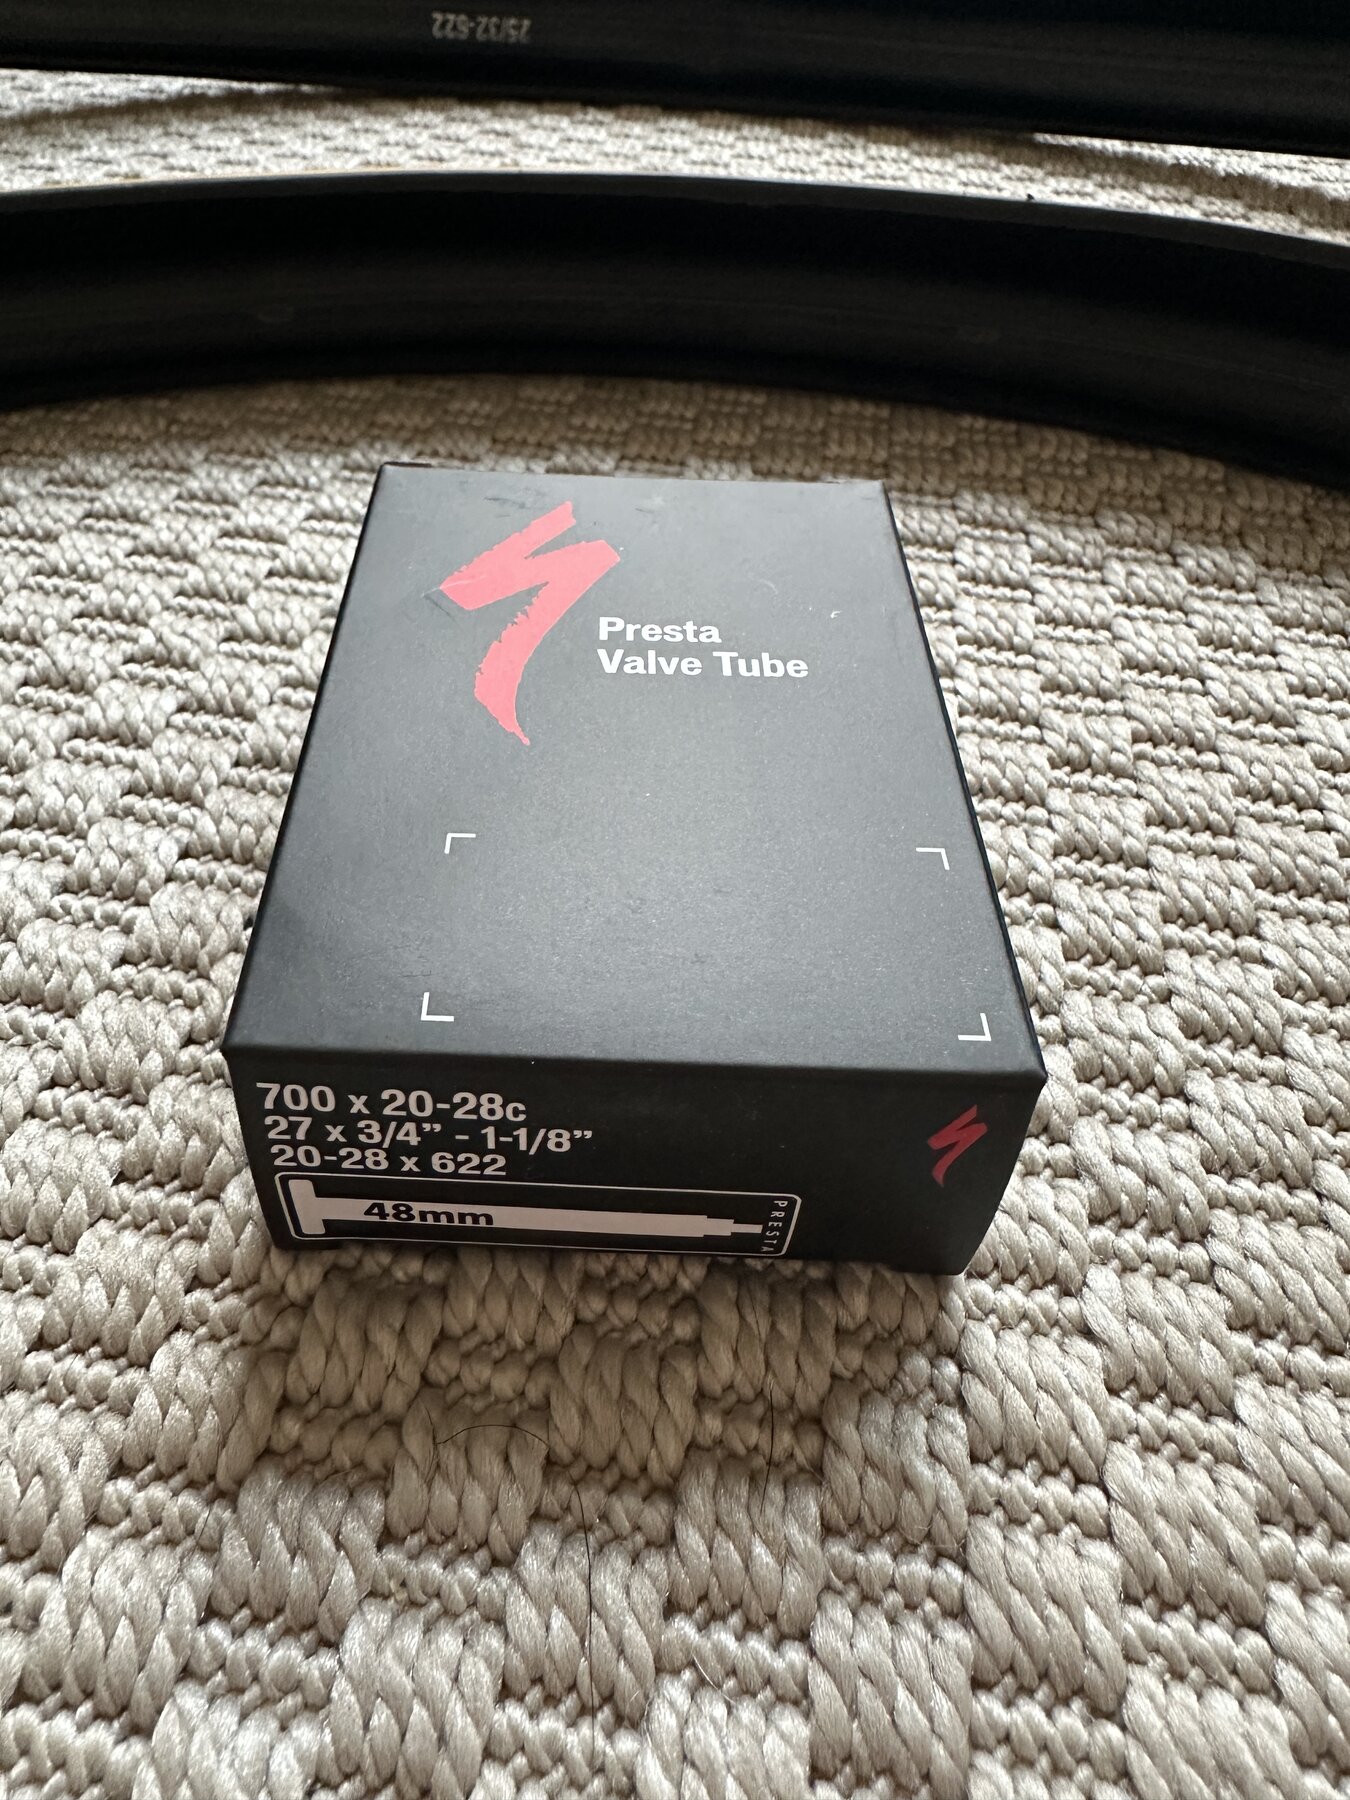 25/32-622
Presta
Valve Tube
700 x 20-28c
27 x 3/4” - 1-1/8”
20-28 x 622
48mm
PRESTA